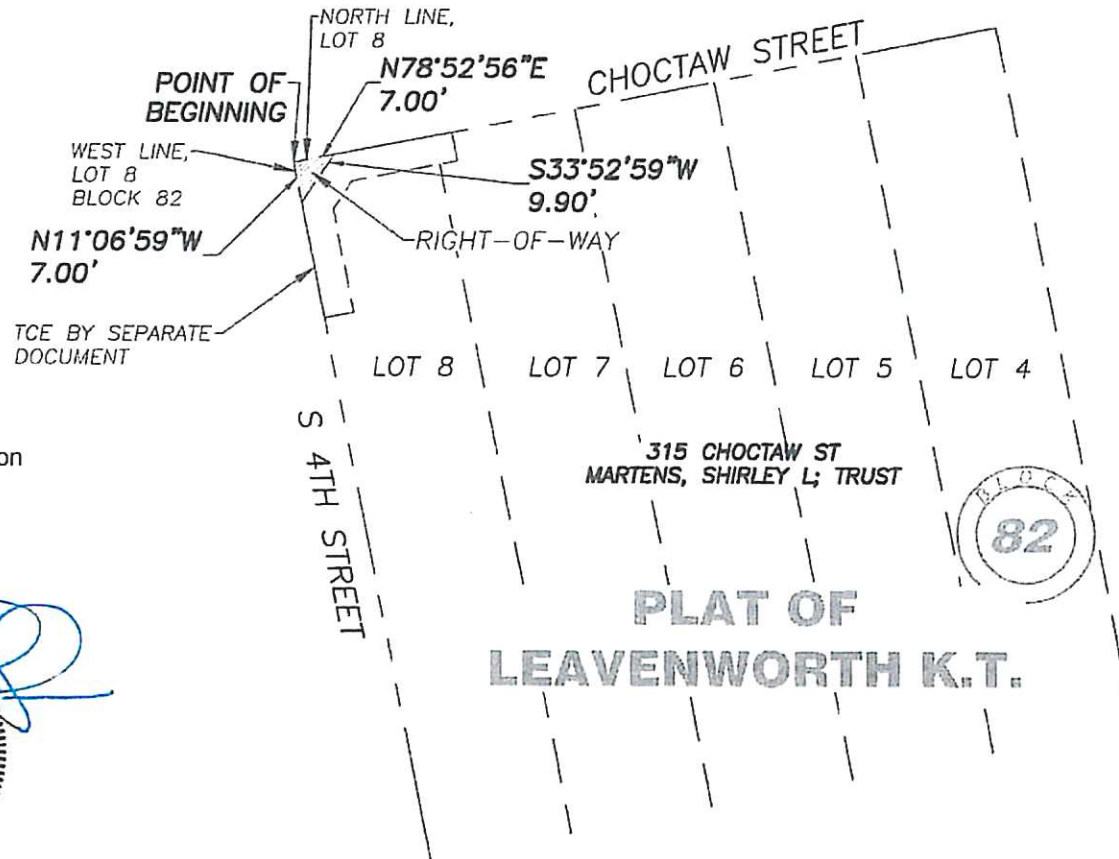 NORTH LINE,
LOT 8
POINT OF
BEGINNING
N78°52'56"E
7.00'
CHOCTAW STREET
WEST LINE,
LOT 8
BLOCK 82
S33°52'59"W
9.90'
N11°06'59"W
7.00'
RIGHT-OF-WAY
TCE BY SEPARATE
DOCUMENT
LOT 8
LOT 7
LOT 6
LOT 5
LOT 4
S 4TH STREET
on
315 CHOCTAW ST
MARTENS, SHIRLEY L; TRUST
BLOCK
82
PLAT OF
LEAVENWORTH K.T.